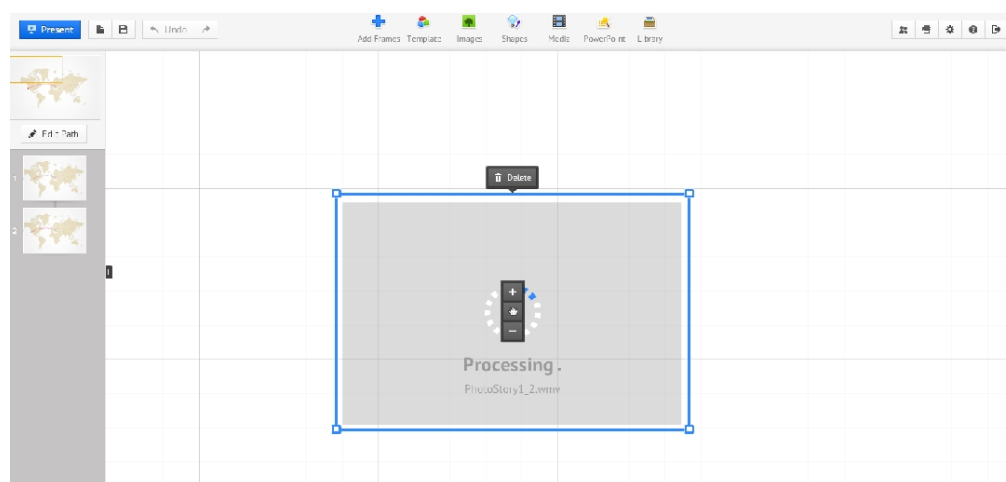 Present
Undo
Add Frames
Template
Images
Shapes
Media
PowerPoint
Library
Edit Path
1
2
Delete
Processing.
PhotoStory1_2.wmv